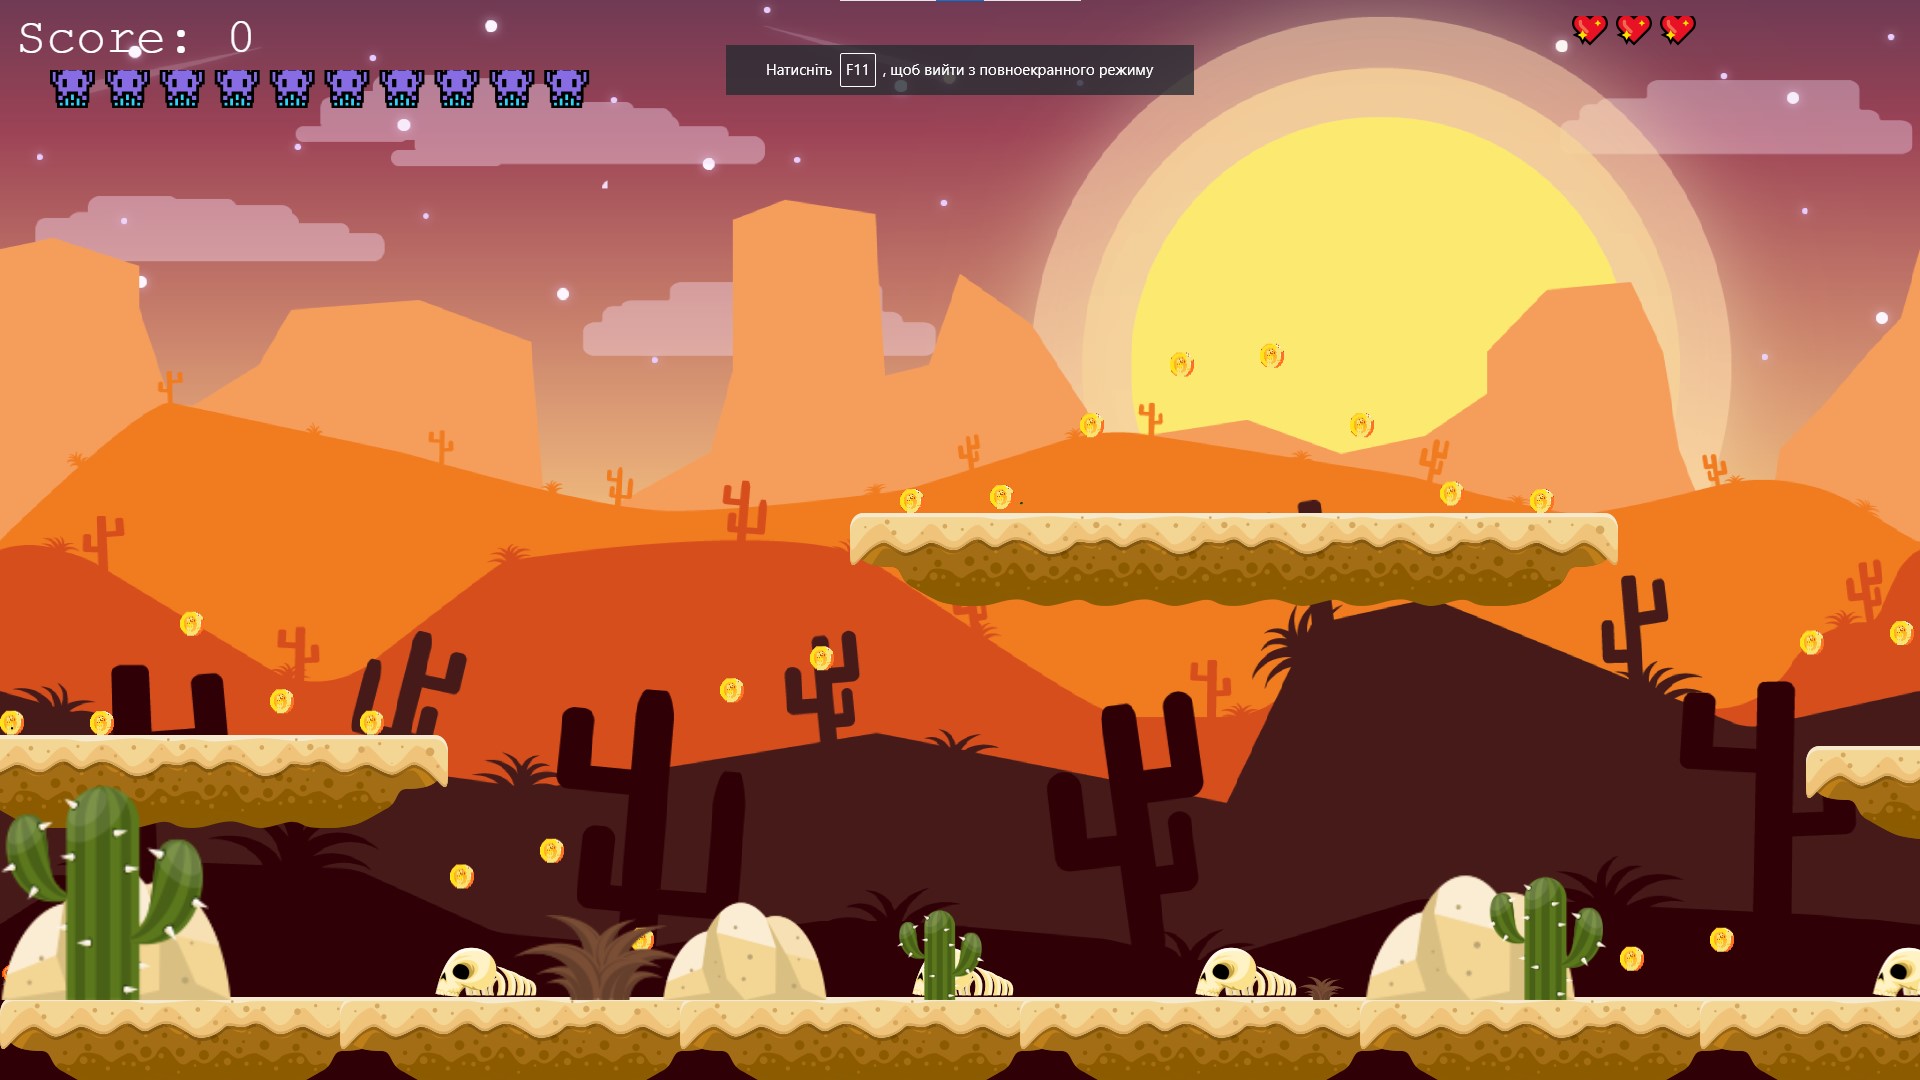 Score: 0
Натисніть F11 , щоб вийти з повноекранного режиму